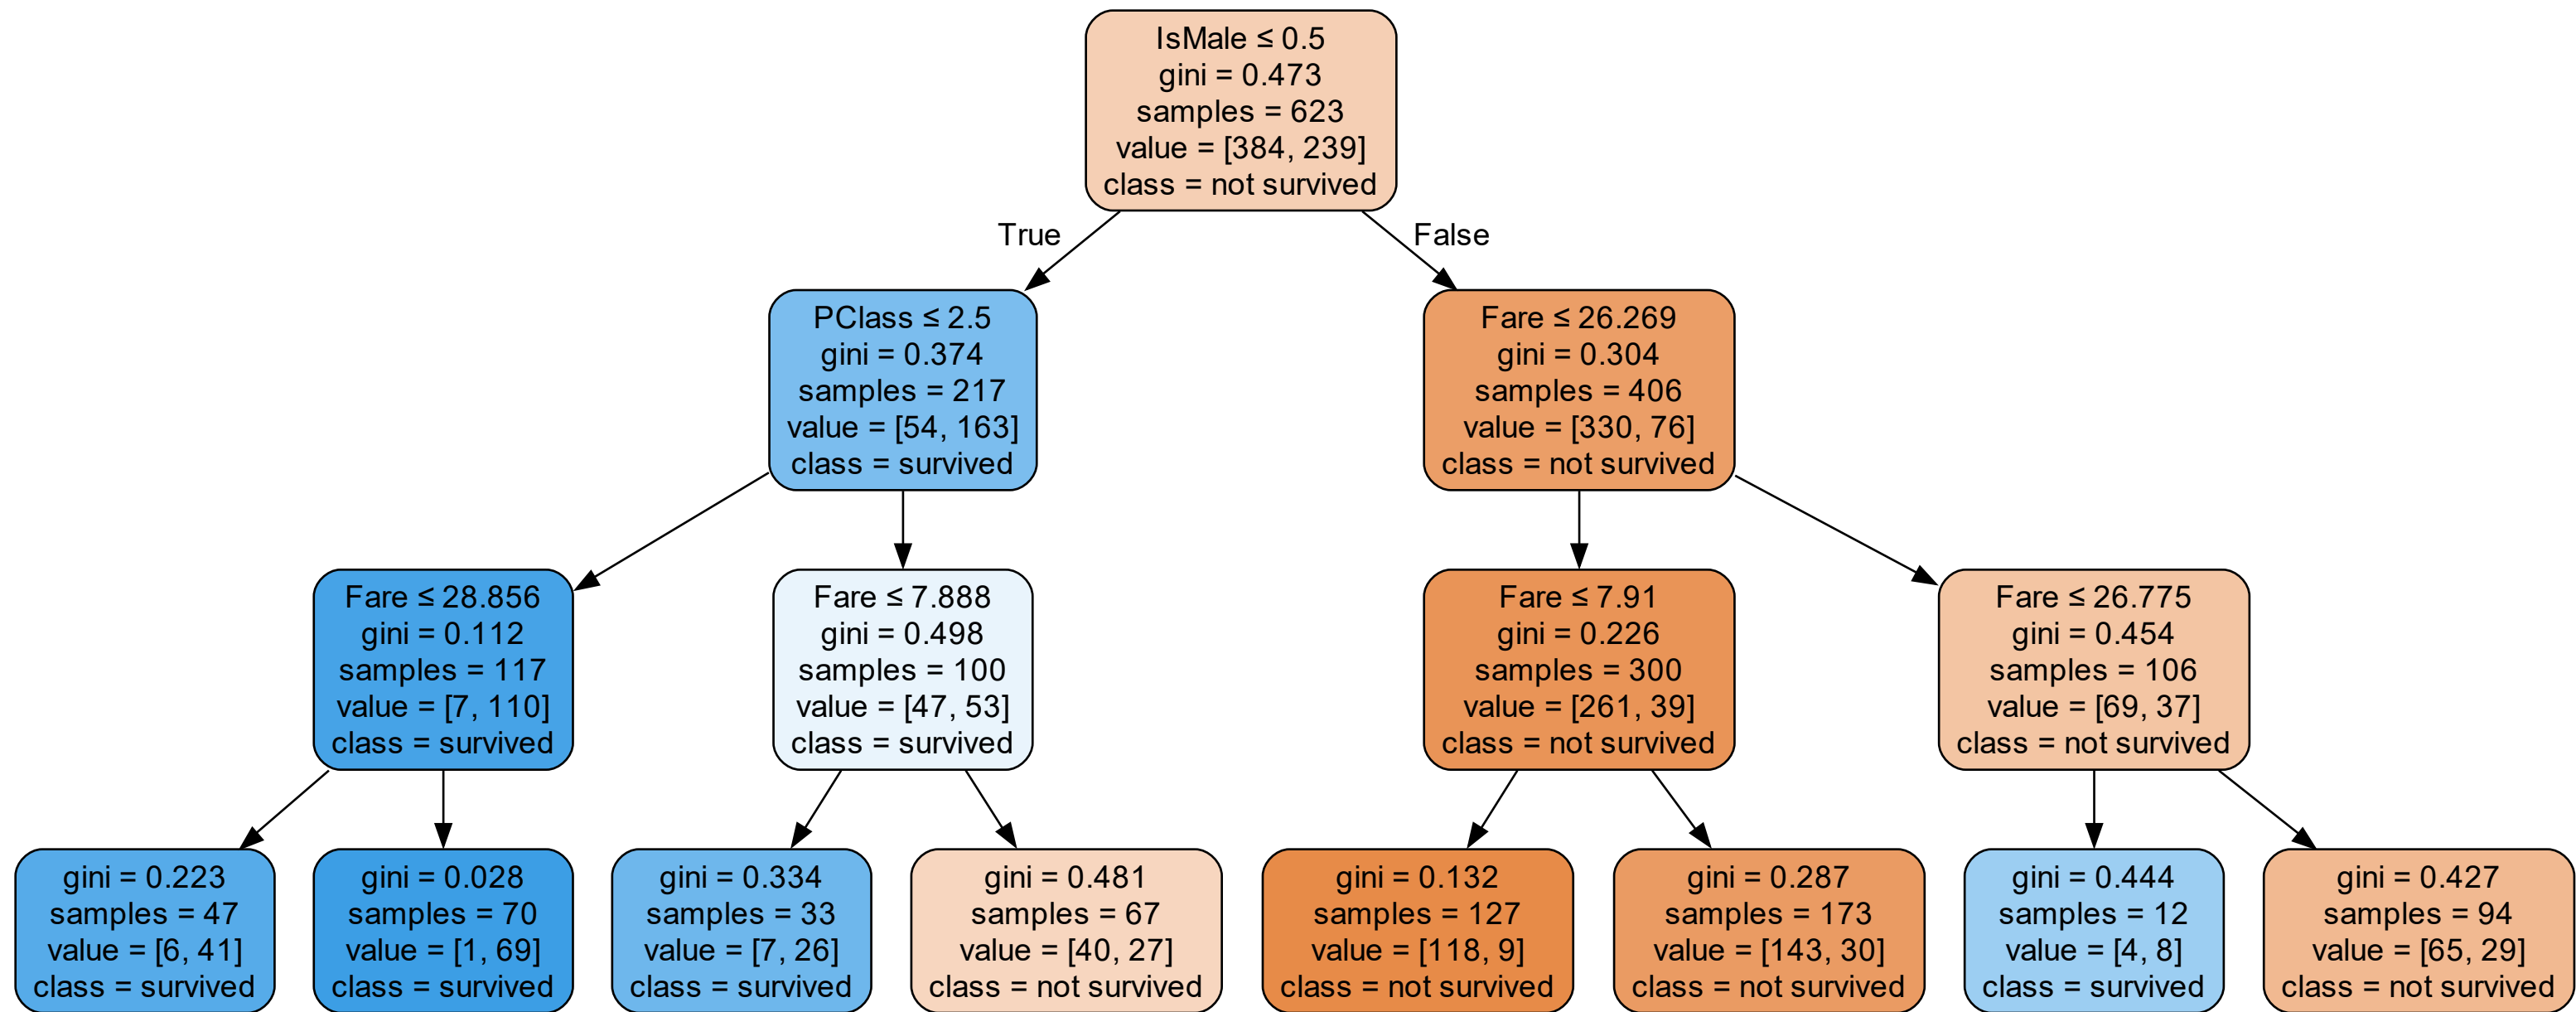 IsMale ≤ 0.5
gini = 0.473
samples = 623
value = [384, 239]
class = not survived
True
False
PClass ≤ 2.5
gini = 0.374
samples = 217
value = [54, 163]
class = survived
Fare ≤ 26.269
gini = 0.304
samples = 406
value = [330, 76]
class = not survived
Fare ≤ 28.856
gini = 0.112
samples = 117
value = [7, 110]
class = survived
Fare ≤ 7.888
gini = 0.498
samples = 100
value = [47, 53]
class = survived
Fare ≤ 7.91
gini = 0.226
samples = 300
value = [261, 39]
class = not survived
Fare ≤ 26.775
gini = 0.454
samples = 106
value = [69, 37]
class = not survived
gini = 0.223
samples = 47
value = [6, 41]
class = survived
gini = 0.028
samples = 70
value = [1, 69]
class = survived
gini = 0.334
samples = 33
value = [7, 26]
class = survived
gini = 0.481
samples = 67
value = [40, 27]
class = not survived
gini = 0.132
samples = 127
value = [118, 9]
class = not survived
gini = 0.287
samples = 173
value = [143, 30]
class = not survived
gini = 0.444
samples = 12
value = [4, 8]
class = survived
gini = 0.427
samples = 94
value = [65, 29]
class = not survived